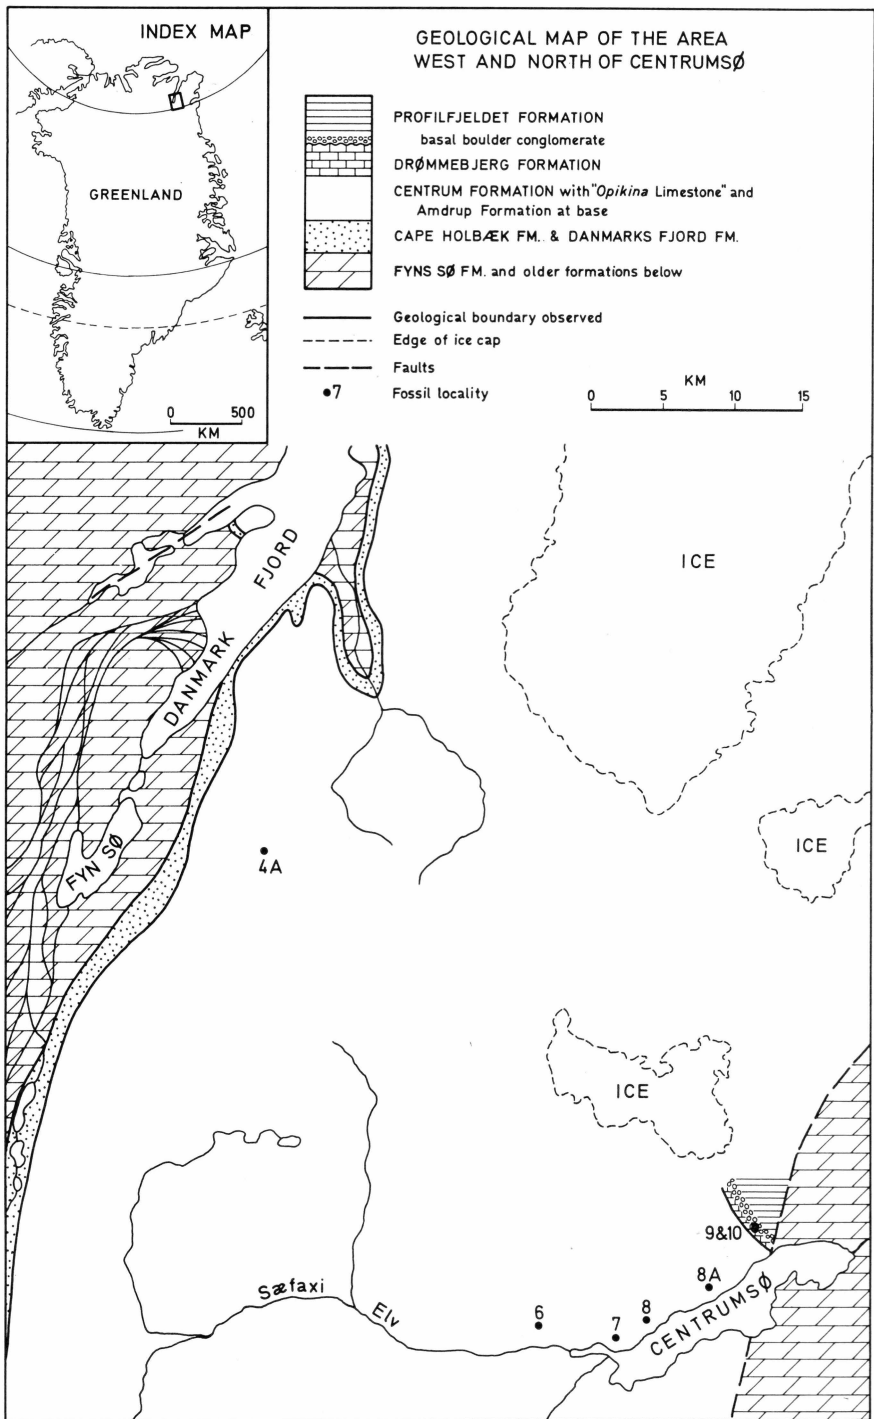 INDEX MAP
GREENLAND
0 500
KM
GEOLOGICAL MAP OF THE AREA
WEST AND NORTH OF CENTRUMSØ
PROFILFJELDET FORMATION
basal boulder conglomerate
DRØMMEBJERG FORMATION
CENTRUM FORMATION with "Opikina Limestone" and
Amdrup Formation at base
CAPE HOLBÆK FM. & DANMARKS FJORD FM.
FYNS SØ FM. and older formations below
Geological boundary observed
Edge of ice cap
Faults
•7 Fossil locality
KM
0 5 10 15
DANMARK FJORD
ICE
ICE
FYN SØ
4A
ICE
9&10
8A
Sæfaxi Elv
6
7
8
CENTRUMSØ